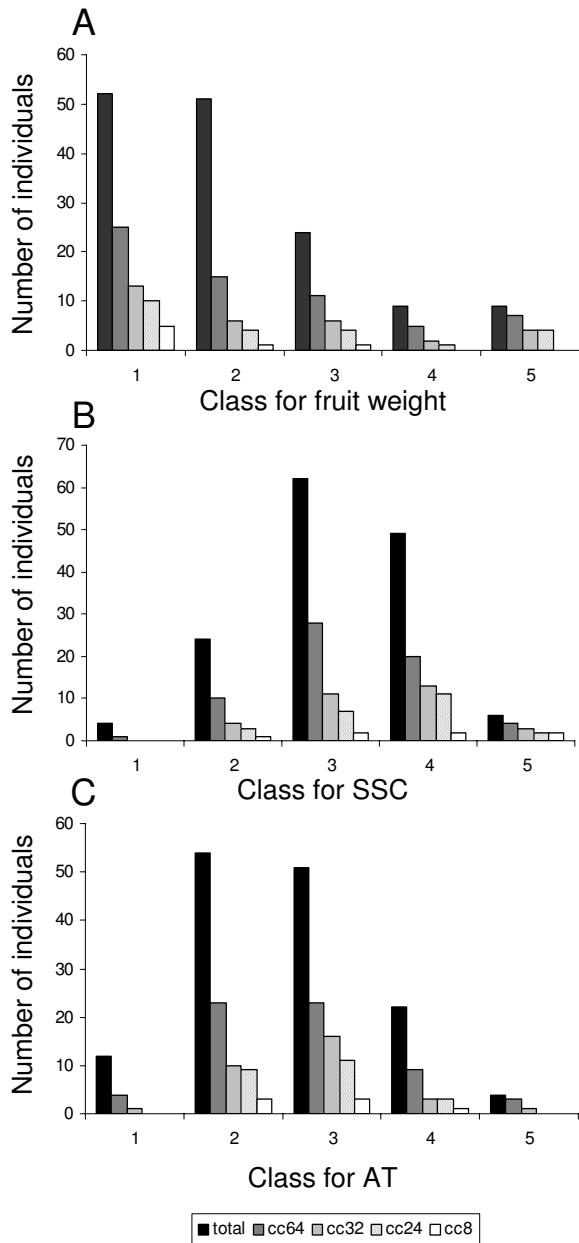 A
60
50
40
30
20
10
0
Number of individuals
1 2 3 4 5
Class for fruit weight
B
70
60
50
40
30
20
10
0
Number of individuals
1 2 3 4 5
Class for SSC
C
60
50
40
30
20
10
0
Number of individuals
1 2 3 4 5
Class for AT
total cc64 cc32 cc24 cc8